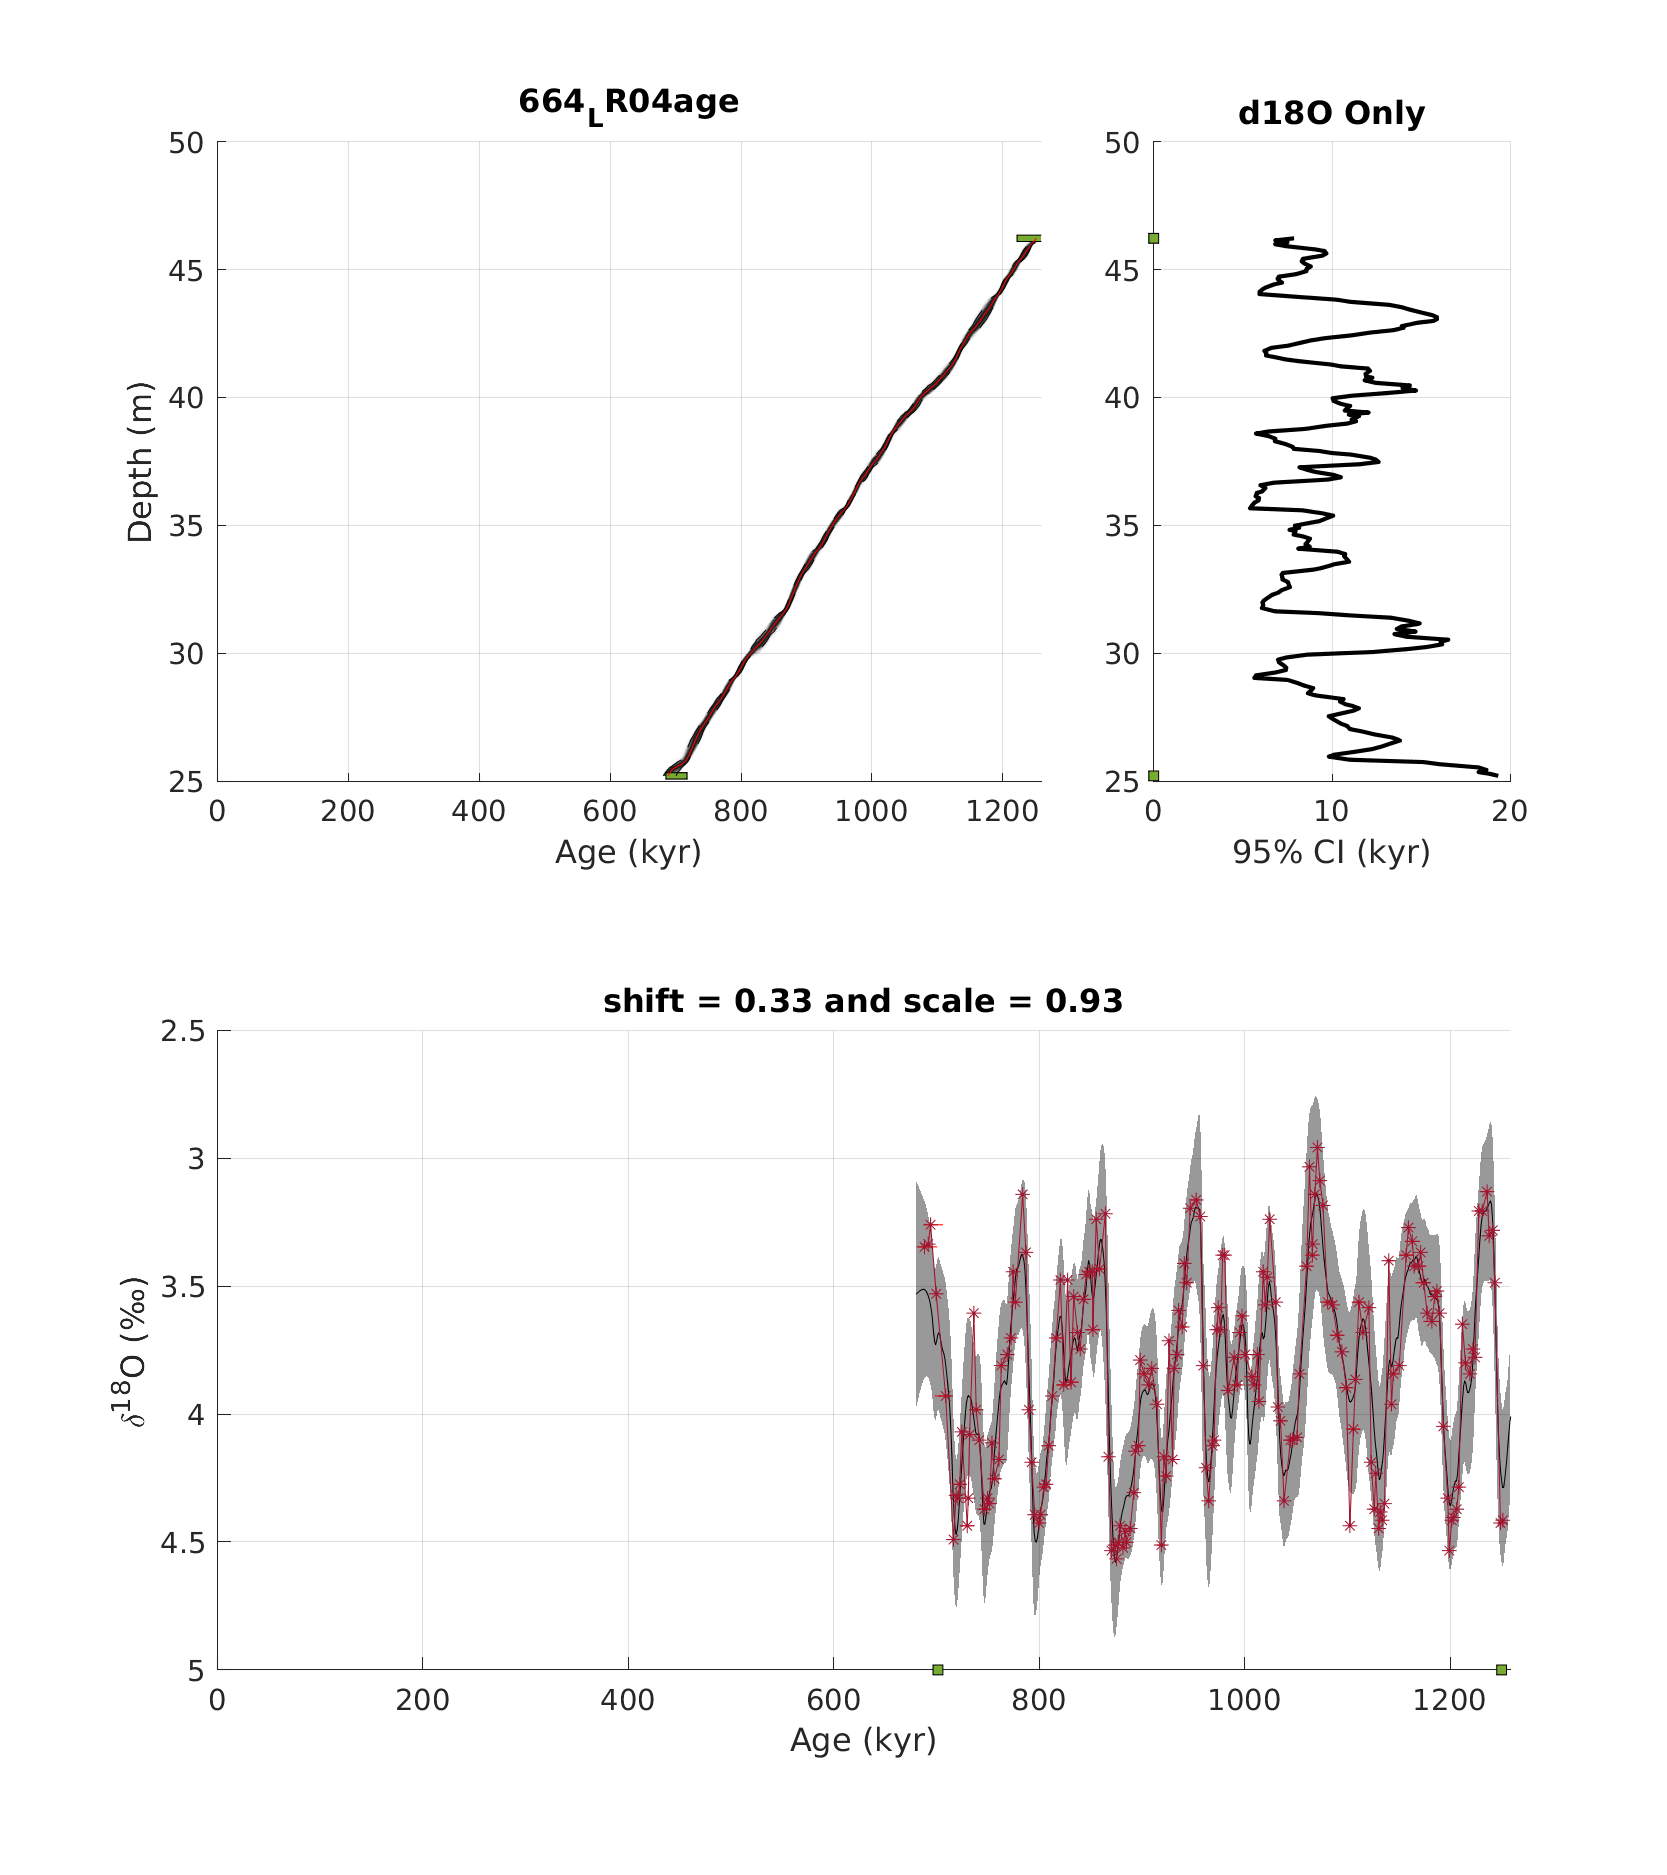 664LR04age
d18O Only
50
45
40
35
30
25
Depth (m)
0 200 400 600 800 1000 1200
Age (kyr)
50
45
40
35
30
25
0 10 20
95% CI (kyr)
shift = 0.33 and scale = 0.93
2.5
3
3.5
4
4.5
5
δ18O (‰)
0 200 400 600 800 1000 1200
Age (kyr)